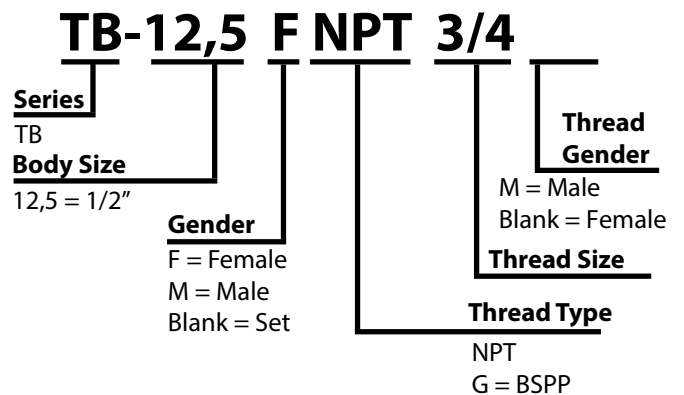 TB-12,5 F NPT 3/4
Series
TB
Body Size
12,5 = 1/2”
Gender
F = Female
M = Male
Blank = Set
Thread
Gender
M = Male
Blank = Female
Thread Size
Thread Type
NPT
G = BSPP